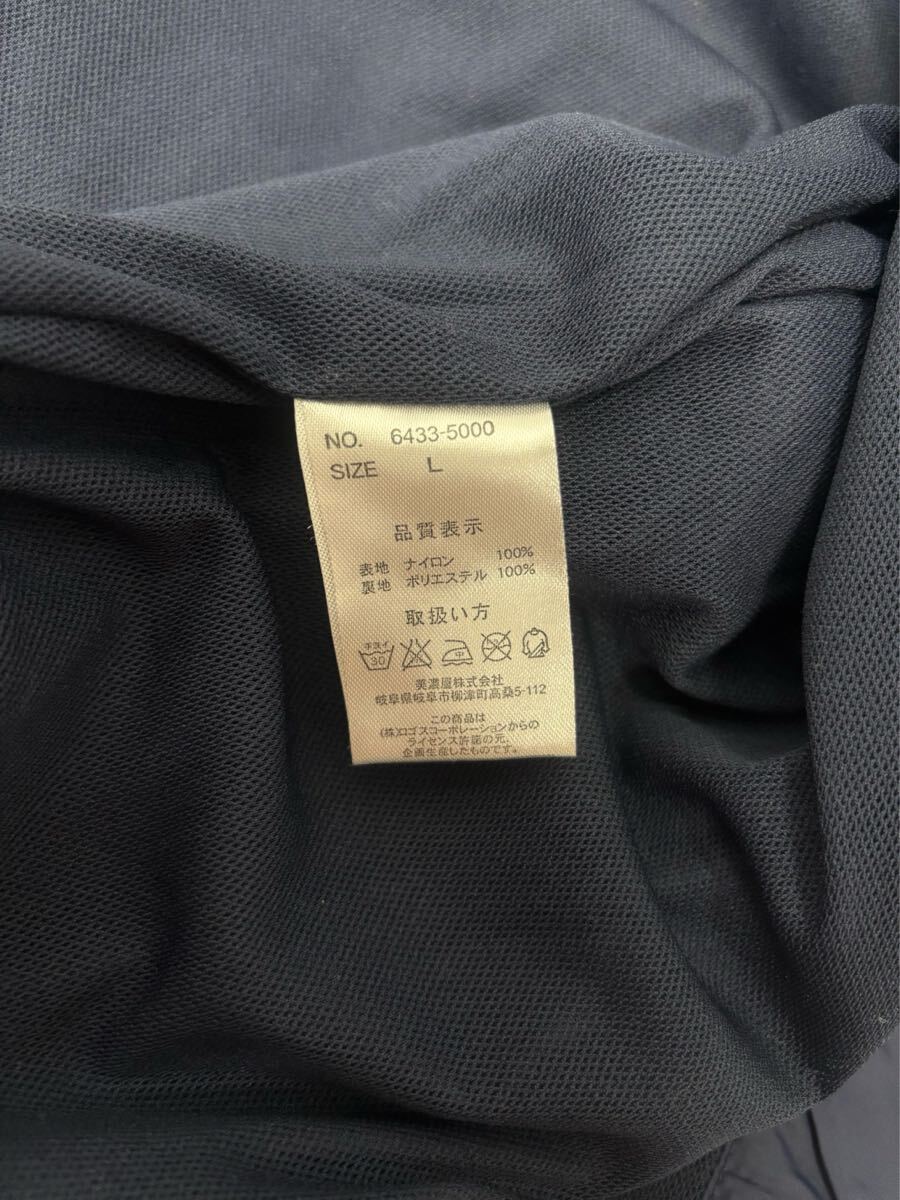 NO. 6433-5000
SIZE L
品質表示
表地 ナイロン 100%
裏地 ポリエステル 100%
取扱い方
手洗イ 30 中
美濃屋株式会社
岐阜県岐阜市柳津町高桑5-112
この商品は
(株)ロゴスコーポレーションからの
ライセンス許諾の元、
企画生産したものです。